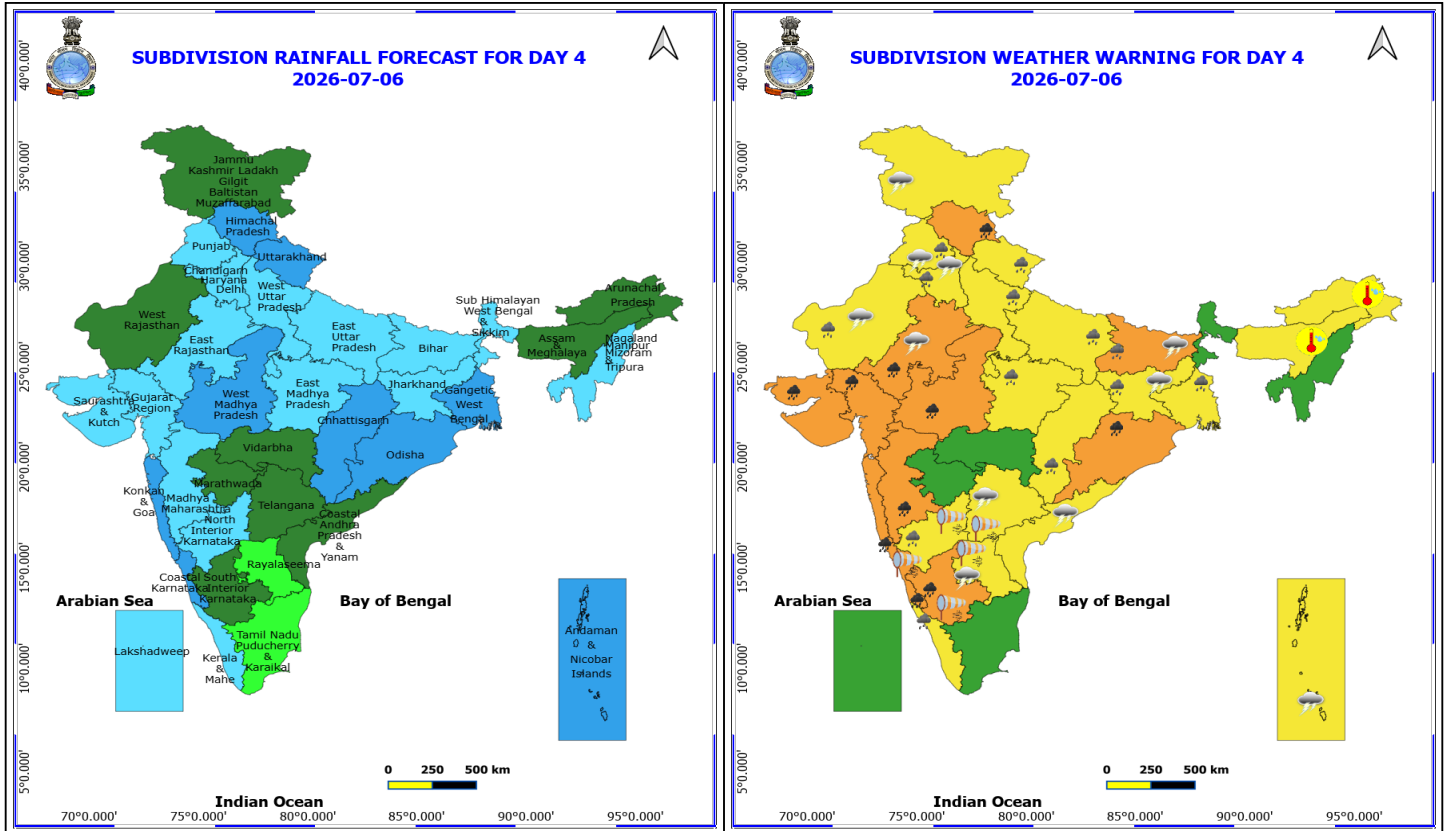 SUBDIVISION RAINFALL FORECAST FOR DAY 4
2026-07-06
40°0.000'
35°0.000'
30°0.000'
25°0.000'
20°0.000'
15°0.000'
10°0.000'
5°0.000'
Jammu
Kashmir Ladakh
Gilgit
Baltistan
Muzaffarabad
Himachal
Pradesh
Punjab
Uttarakhand
Chandigarh
Haryana
Delhi
West
Uttar
Pradesh
West
Rajasthan
East
Rajasthan
East
Uttar
Pradesh
Bihar
Sub Himalayan
West Bengal
&
Sikkim
Arunachal
Pradesh
Assam
&
Meghalaya
Nagaland
Manipur
Mizoram
&
Tripura
Saurashtra
&
Kutch
Gujarat
Region
West
Madhya
Pradesh
East
Madhya
Pradesh
Jharkhand
Gangetic
West
Bengal
Chhattisgarh
Odisha
Vidarbha
Marathwada
Konkan
&
Goa
Madhya
Maharashtra
North
Interior
Karnataka
Telangana
Coastal
Andhra
Pradesh
&
Yanam
Rayalaseema
Coastal
Karnataka
South
Interior
Karnataka
Arabian Sea
Bay of Bengal
Lakshadweep
Tamil Nadu
Puducherry
&
Karaikal
Kerala
&
Mahe
Andaman
&
Nicobar
Islands
0 250 500 km
Indian Ocean
70°0.000' 75°0.000' 80°0.000' 85°0.000' 90°0.000' 95°0.000'
SUBDIVISION WEATHER WARNING FOR DAY 4
2026-07-06
40°0.000'
35°0.000'
30°0.000'
25°0.000'
20°0.000'
15°0.000'
10°0.000'
5°0.000'
Arabian Sea
Bay of Bengal
0 250 500 km
Indian Ocean
70°0.000' 75°0.000' 80°0.000' 85°0.000' 90°0.000' 95°0.000'